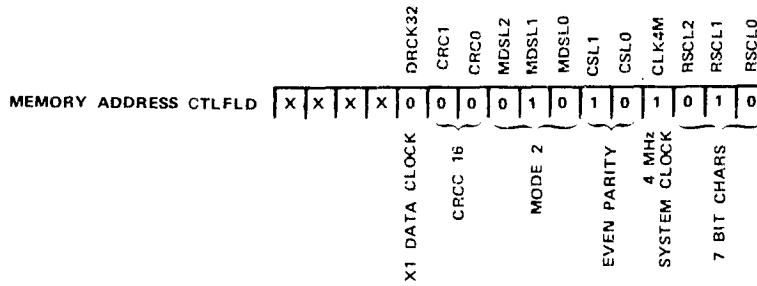 DRCK32
CRC1
CRC0
MDSL2
MDSL1
MDSL0
CSL1
CSL0
CLK4M
RSCL2
RSCL1
RSCL0
MEMORY ADDRESS CTLFLD X X X X 0 0 0 0 1 0 1 0 1 0 1 0
X1 DATA CLOCK
CRCC 16
MODE 2
EVEN PARITY
4 MHz
SYSTEM CLOCK
7 BIT CHARS